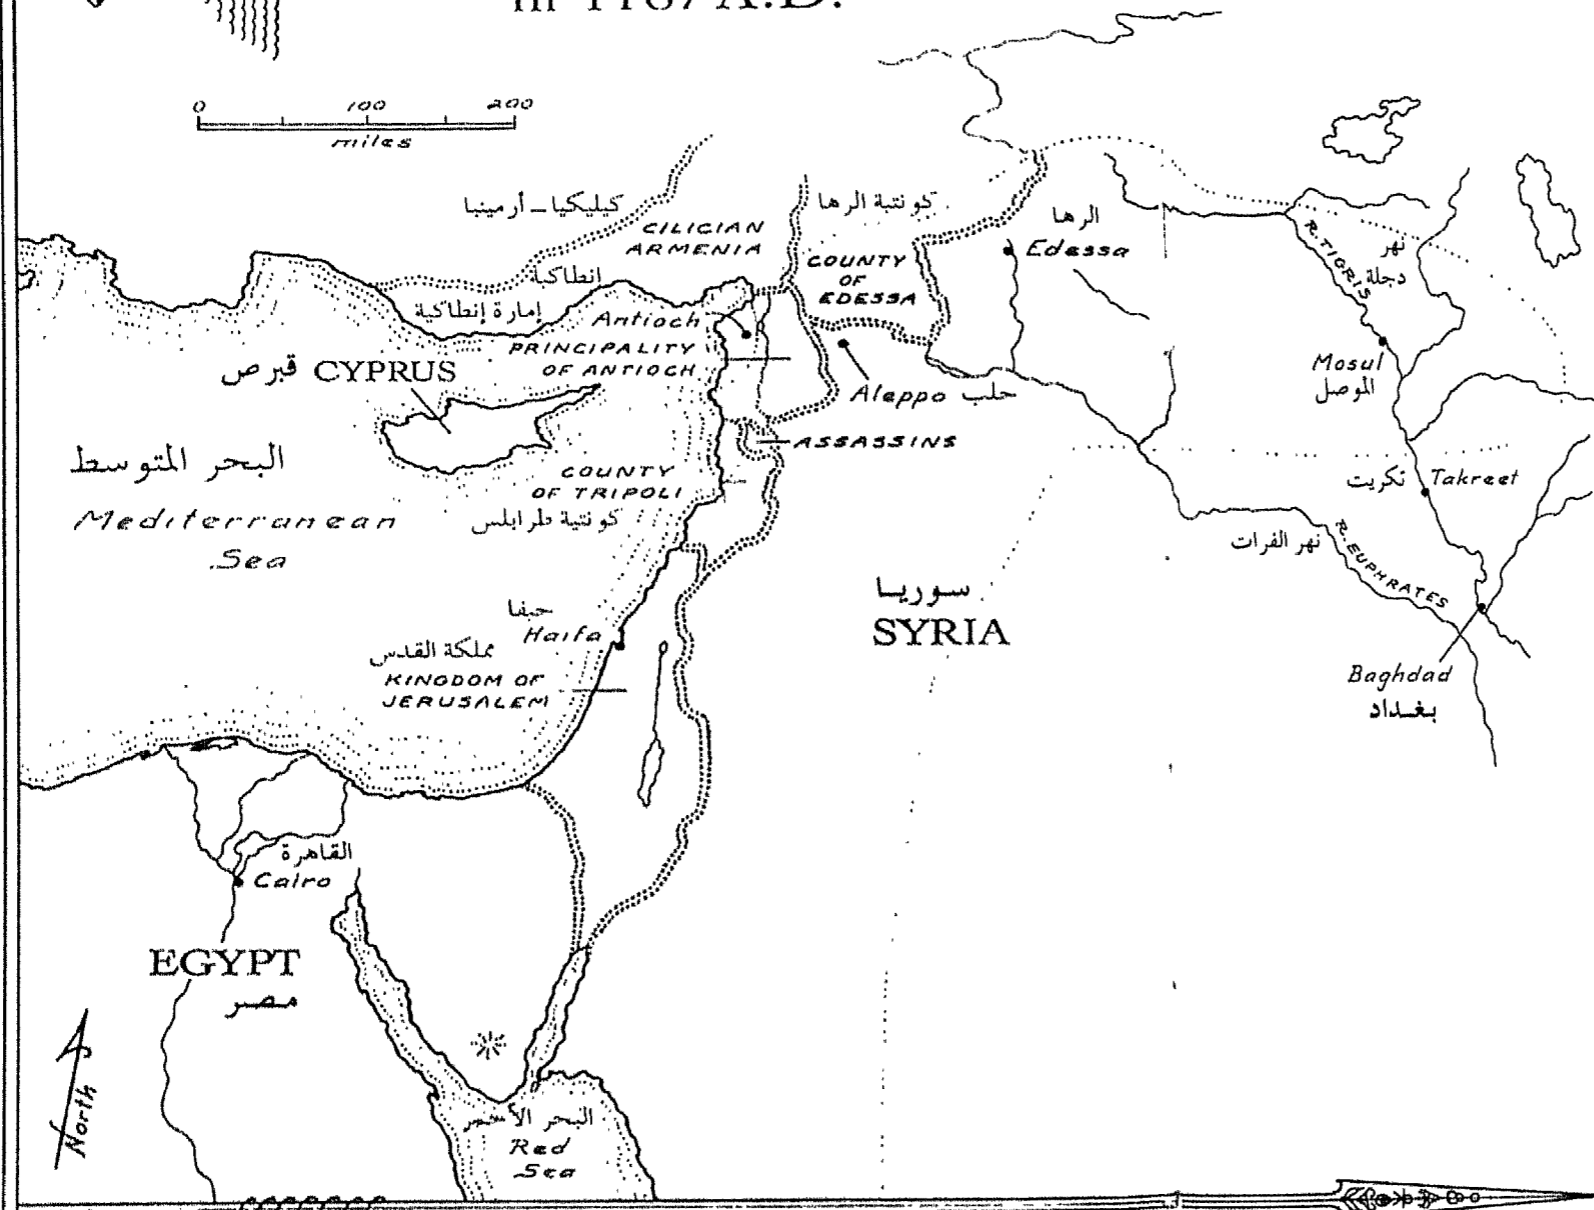 in 1187 A.D.
0 100 200
miles
كيليكيا - أرمينيا
CILICIAN
ARMENIA
كونتية الرها
COUNTY
OF
EDESSA
الرها
Edessa
R. TIGRIS
نهر
دجلة
انطاكية
إمارة إنطاكية
Antioch
PRINCIPALITY
OF ANTIOCH
قبرص CYPRUS
Aleppo حلب
Mosul
الموصل
ASSASSINS
البحر المتوسط
Mediterranean
Sea
COUNTY
OF TRIPOLI
كونتية طرابلس
تكريت Takreet
نهر الفرات
R. EUPHRATES
سوريا
SYRIA
حيفا
Haifa
مملكة القدس
KINGDOM OF
JERUSALEM
Baghdad
بغداد
القاهرة
Cairo
EGYPT
مصر
North
البحر الأحمر
Red
Sea